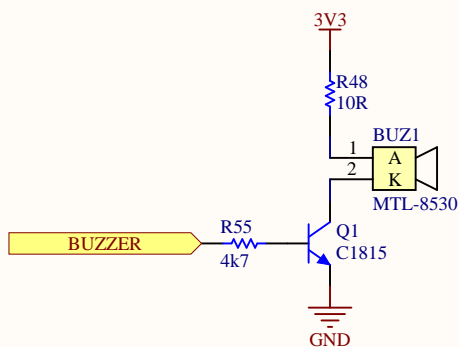 3V3
R48
10R
BUZ1
1
A
2
K
MTL-8530
BUZZER
R55
4k7
Q1
C1815
GND